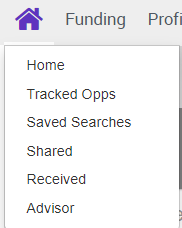 Funding Profi
Home
Tracked Opps
Saved Searches
Shared
Received
Advisor